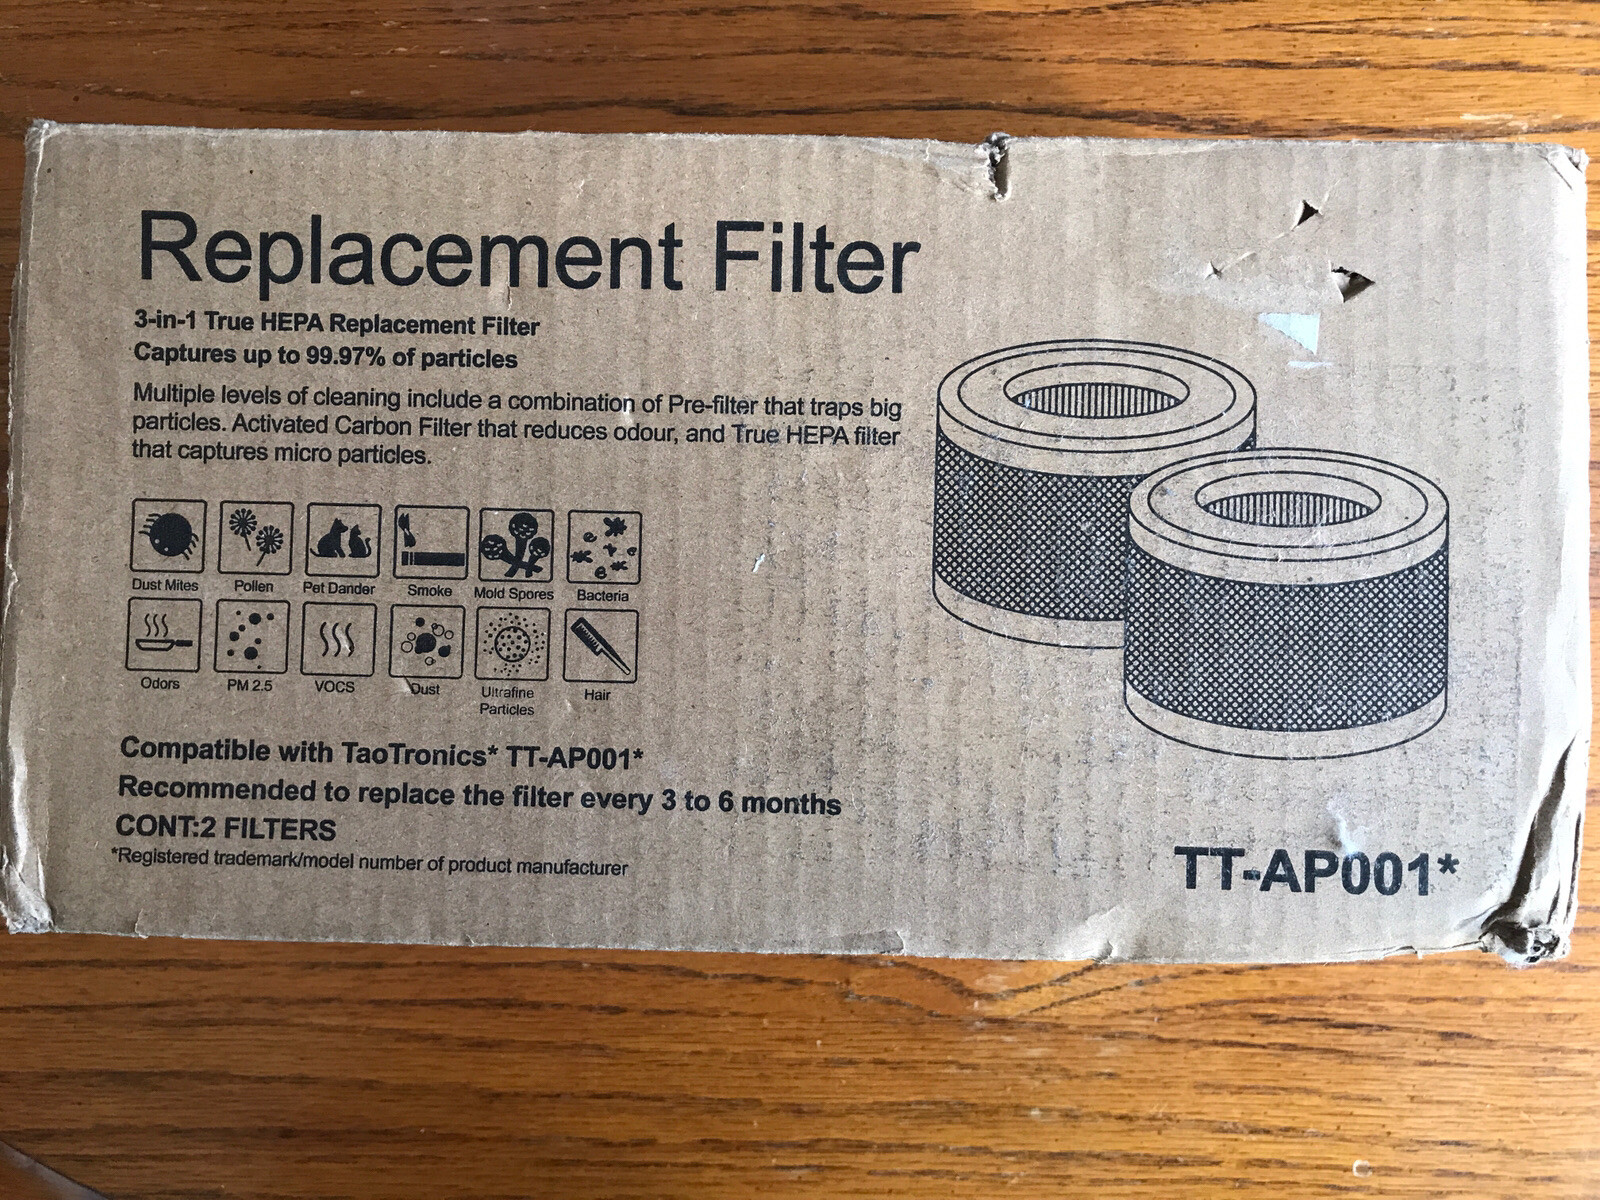 Replacement Filter
3-in-1 True HEPA Replacement Filter
Captures up to 99.97% of particles
Multiple levels of cleaning include a combination of Pre-filter that traps big
particles. Activated Carbon Filter that reduces odour, and True HEPA filter
that captures micro particles.
Dust Mites Pollen Pet Dander Smoke Mold Spores Bacteria
Odors PM 2.5 VOCS Dust Ultrafine Particles Hair
Compatible with TaoTronics* TT-AP001*
Recommended to replace the filter every 3 to 6 months
CONT:2 FILTERS
*Registered trademark/model number of product manufacturer
TT-AP001*